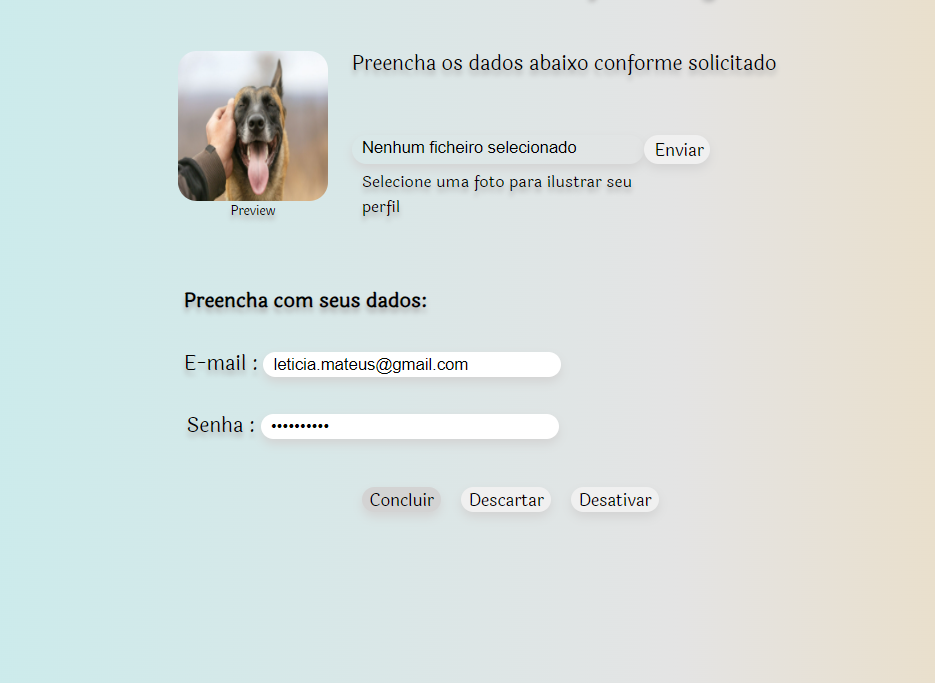 Preencha os dados abaixo conforme solicitado
Nenhum ficheiro selecionado
Enviar
Selecione uma foto para ilustrar seu
perfil
Preview
Preencha com seus dados:
E-mail : leticia.mateus@gmail.com
Senha : ••••••••••
Concluir Descartar Desativar